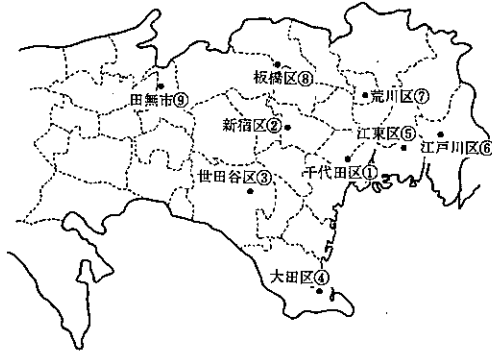 板橋区⑧
田無市⑨
荒川区⑦
新宿区②
江東区⑤
江戸川区⑥
千代田区①
世田谷区③
大田区④